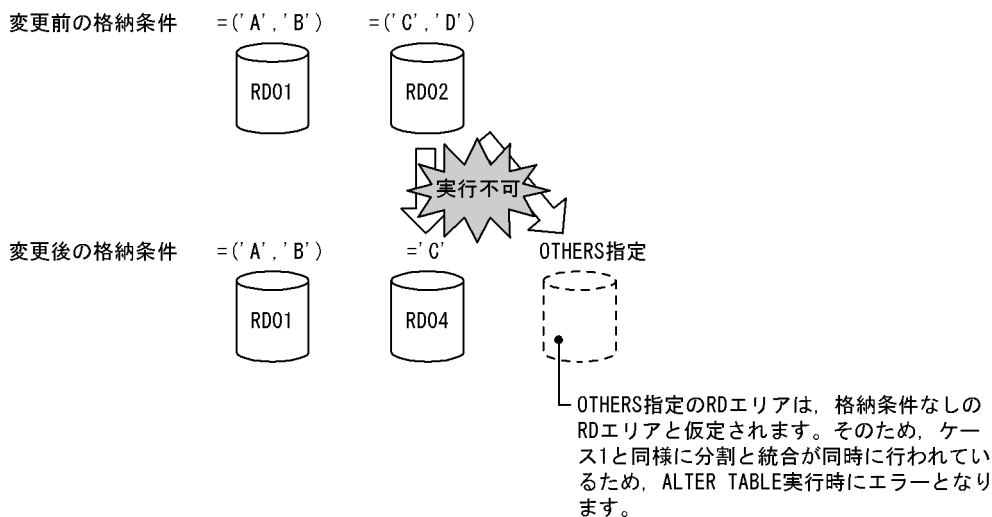 変更前の格納条件 =('A','B') =('C','D')
RD01 RD02
実行不可
変更後の格納条件 =('A','B') ='C' OTHERS指定
RD01 RD04
OTHERS指定のRDエリアは，格納条件なしの
RDエリアと仮定されます。そのため，ケー
ス1と同様に分割と統合が同時に行われてい
るため，ALTER TABLE実行時にエラーとなり
ます。